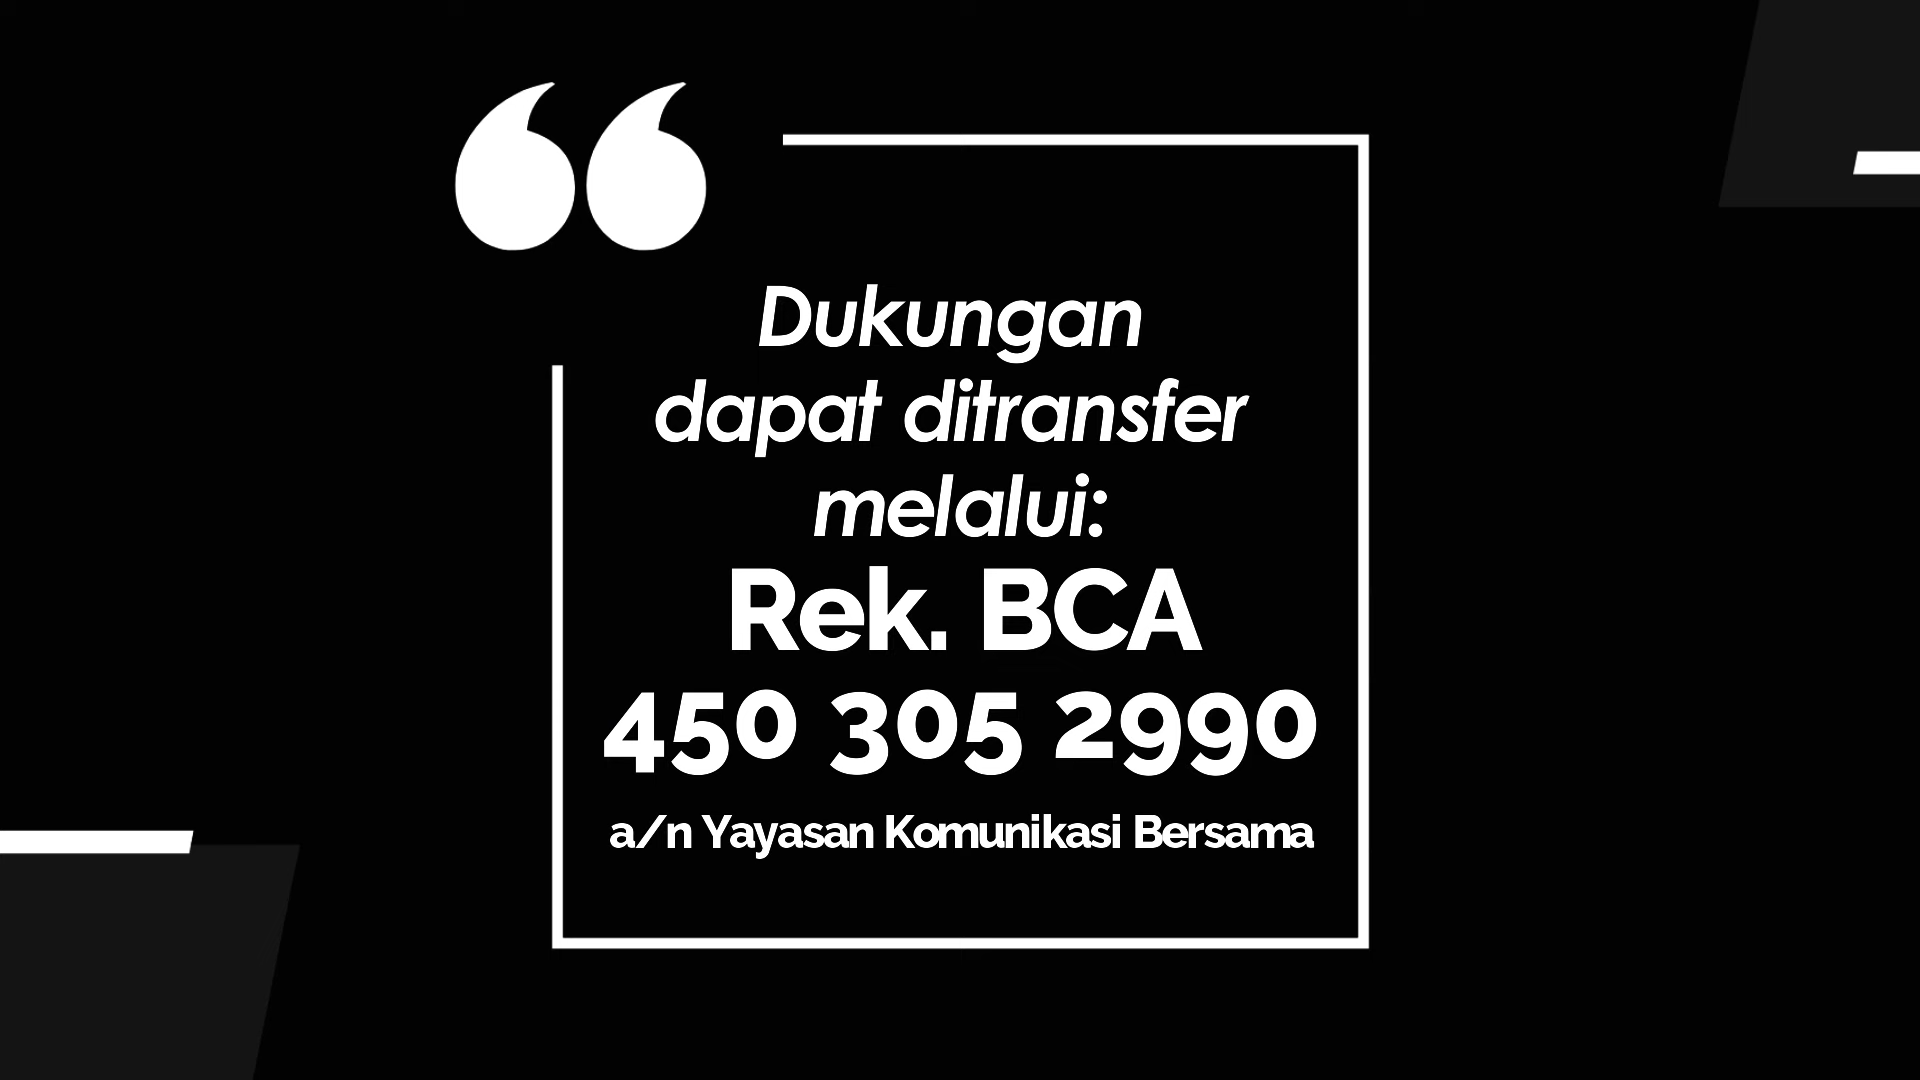 Dukungan
dapat ditransfer
melalui:
Rek. BCA
450 305 2990
a/n Yayasan Komunikasi Bersama